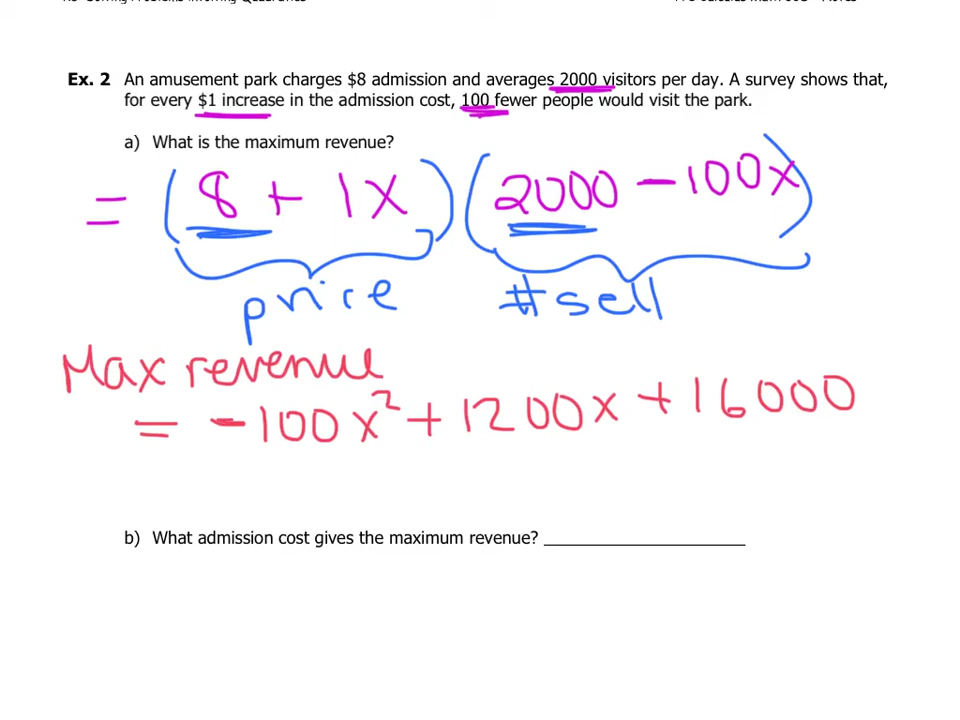 Ex. 2 An amusement park charges $8 admission and averages 2000 visitors per day. A survey shows that,
for every $1 increase in the admission cost, 100 fewer people would visit the park.
a) What is the maximum revenue?
= (8 + 1x)(2000 - 100x)
price #sell
Max revenue
= -100x² + 1200x + 16000
b) What admission cost gives the maximum revenue? ____________________